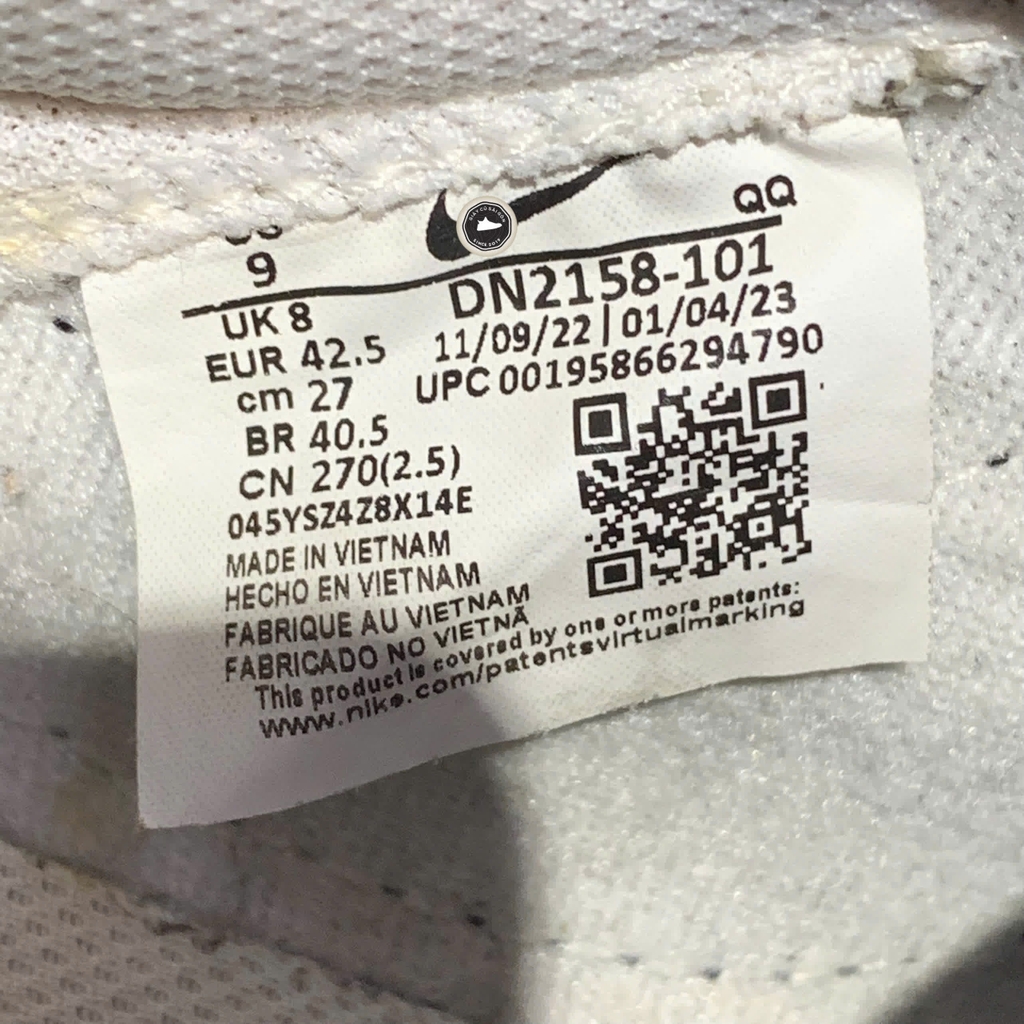 QQ
9
DN2158-101
UK 8
11/09/22 | 01/04/23
EUR 42.5
UPC 00195866294790
cm 27
BR 40.5
CN 270(2.5)
045YSZ4Z8X14E
MADE IN VIETNAM
HECHO EN VIETNAM
FABRIQUE AU VIETNAM
FABRICADO NO VIETNÃ
This product is covered by one or more patents:
www.nike.com/patentsvirtualmarking
SINCE 2019